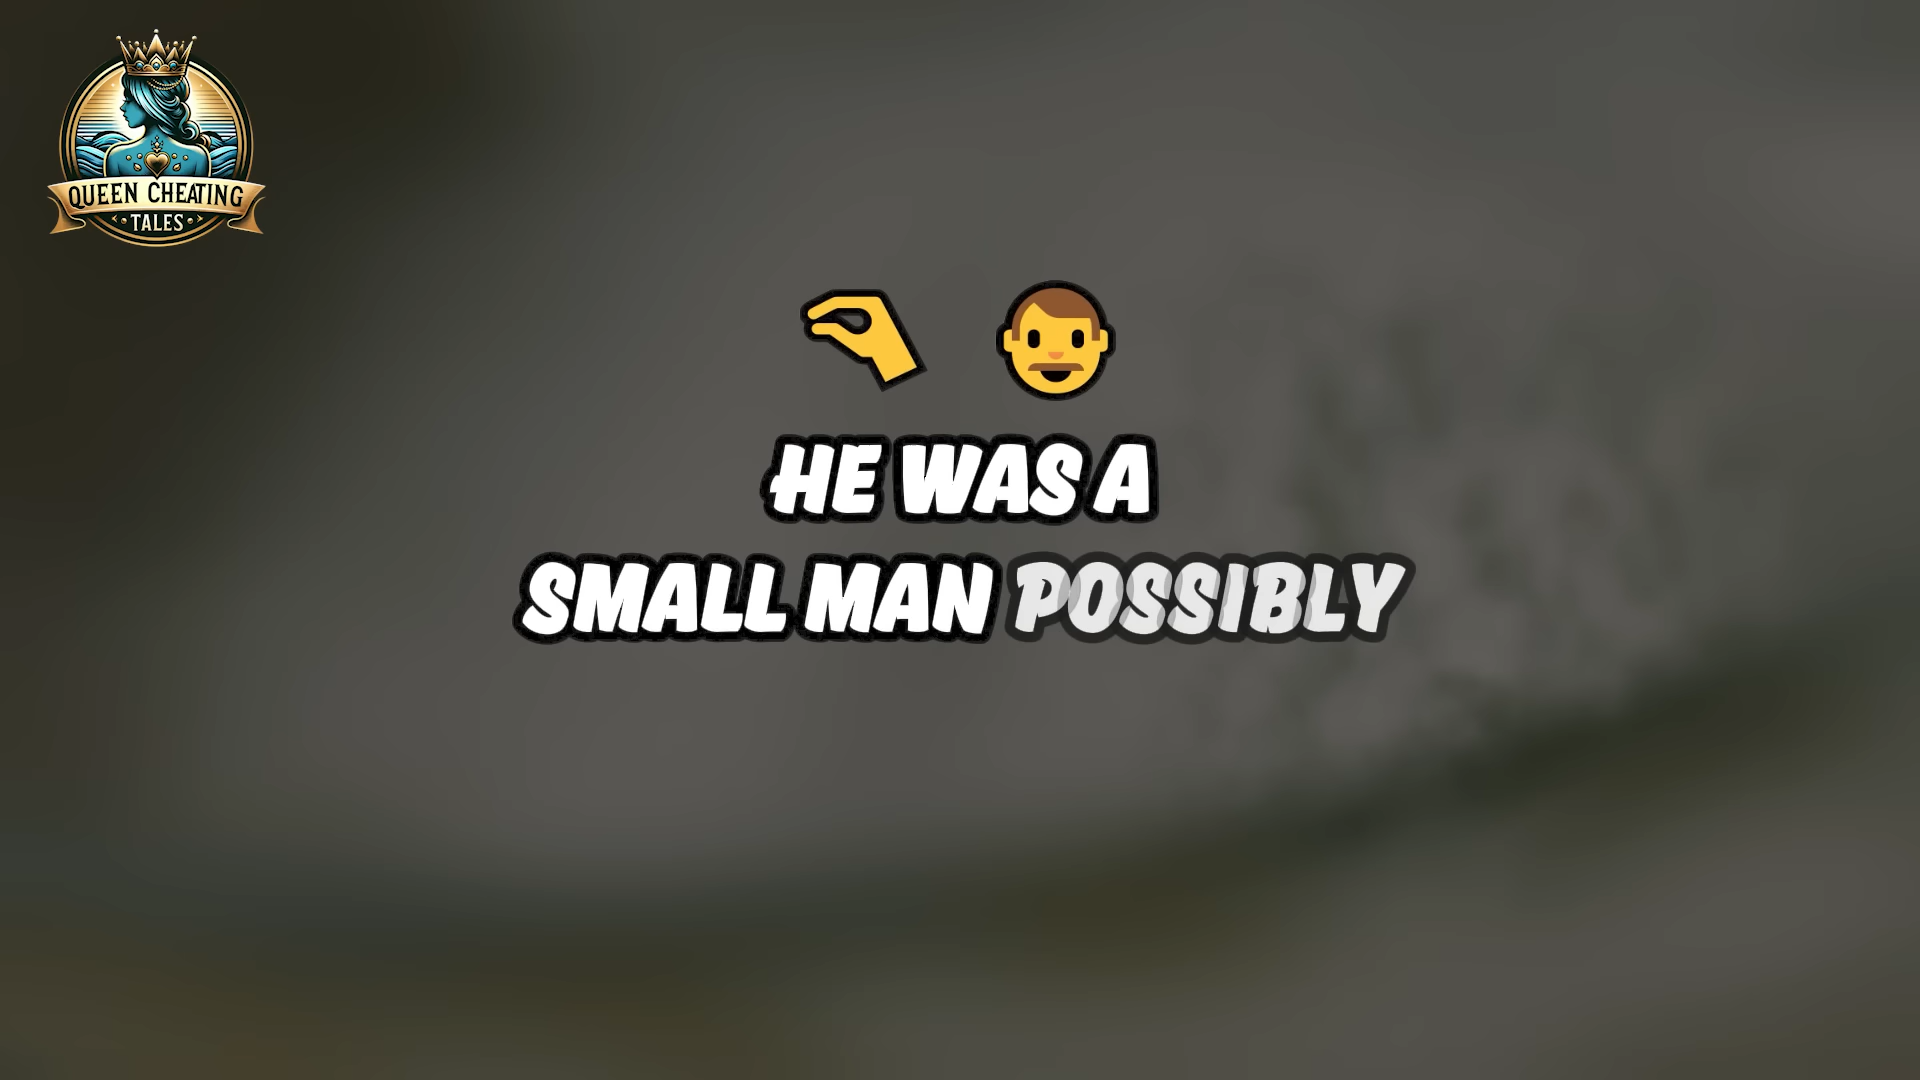 QUEEN CHEATING
TALES
HE WAS A
SMALL MAN POSSIBLY